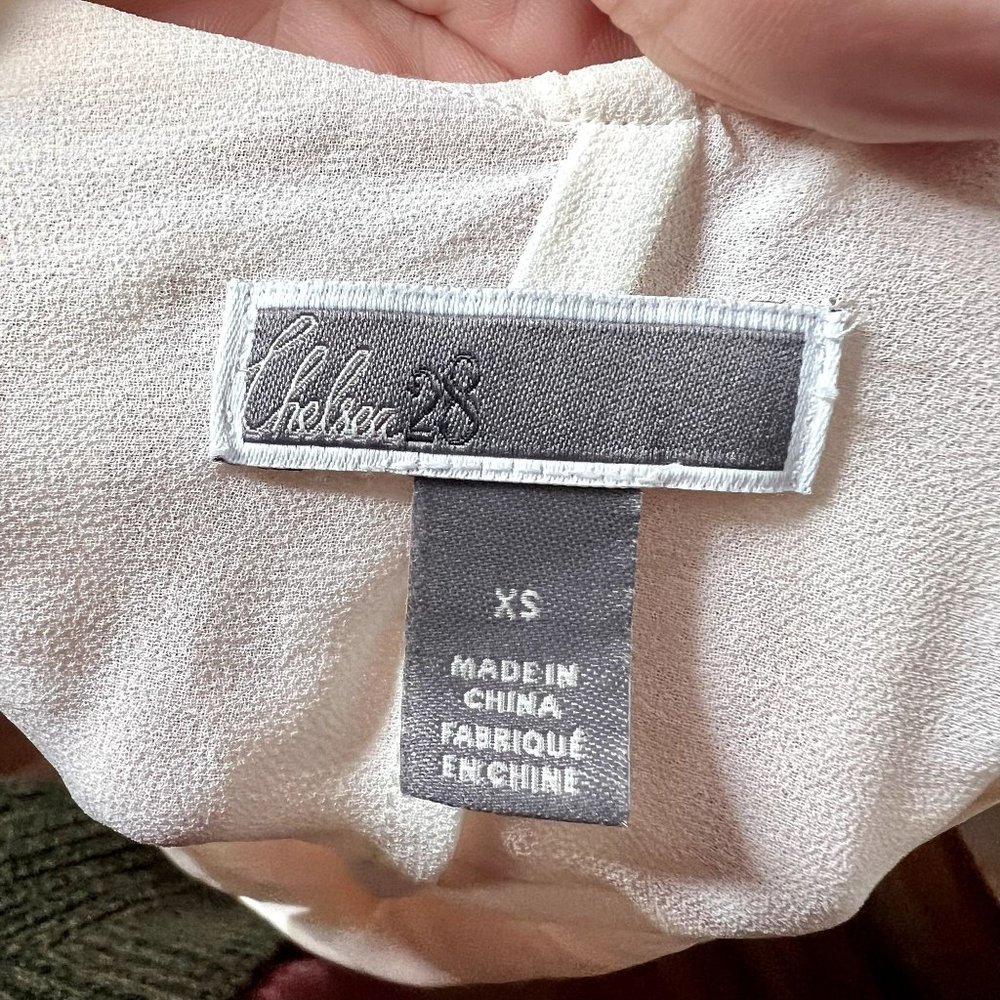 Chelsea28
XS
MADE IN
CHINA
FABRIQUÉ
EN CHINE